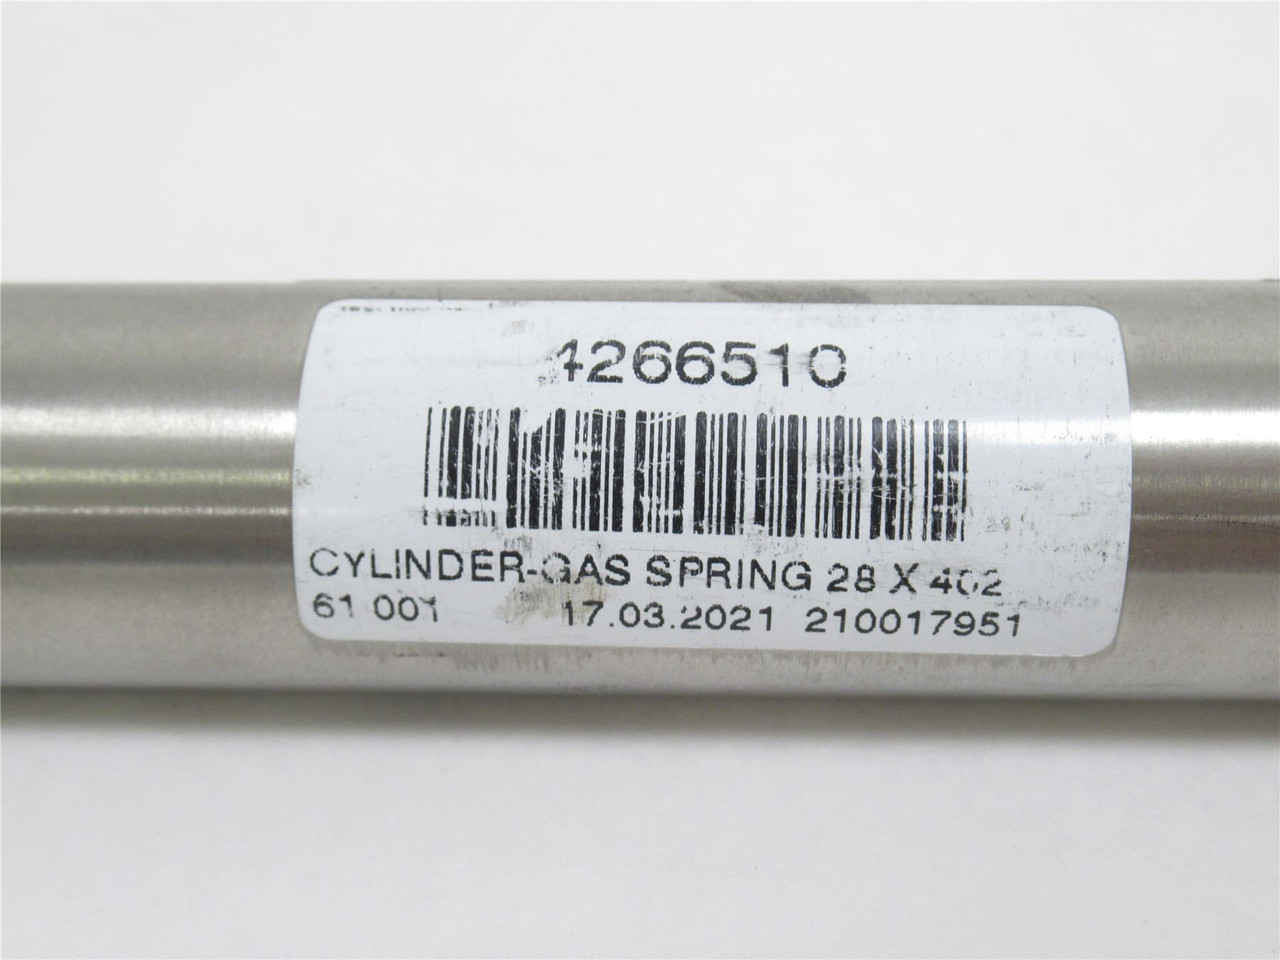 4266510
CYLINDER-GAS SPRING 28 X 402
61 001 17.03.2021 210017951